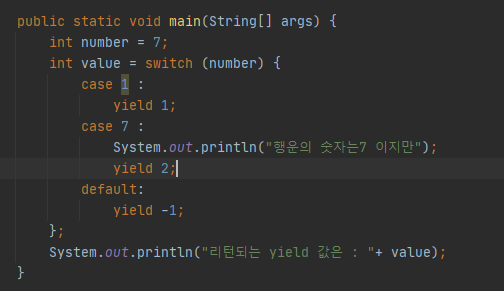 public static void main(String[] args) {
    int number = 7;
    int value = switch (number) {
        case 1 :
            yield 1;
        case 7 :
            System.out.println("행운의 숫자는7 이지만");
            yield 2;
        default:
            yield -1;
    };
    System.out.println("리턴되는 yield 값은 : "+ value);
}